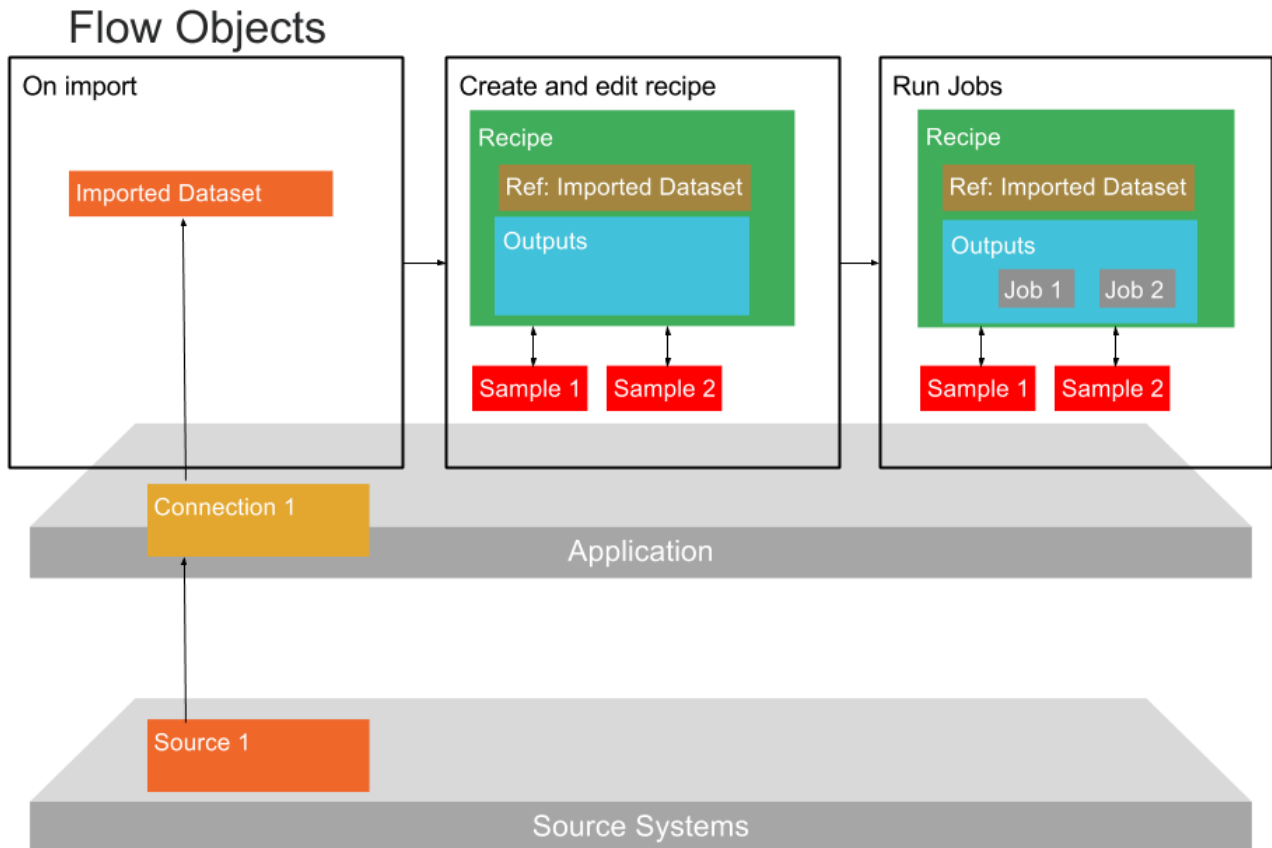 Flow Objects
On import
Imported Dataset
Create and edit recipe
Recipe
Ref: Imported Dataset
Outputs
Sample 1
Sample 2
Run Jobs
Recipe
Ref: Imported Dataset
Outputs
Job 1
Job 2
Sample 1
Sample 2
Connection 1
Application
Source 1
Source Systems